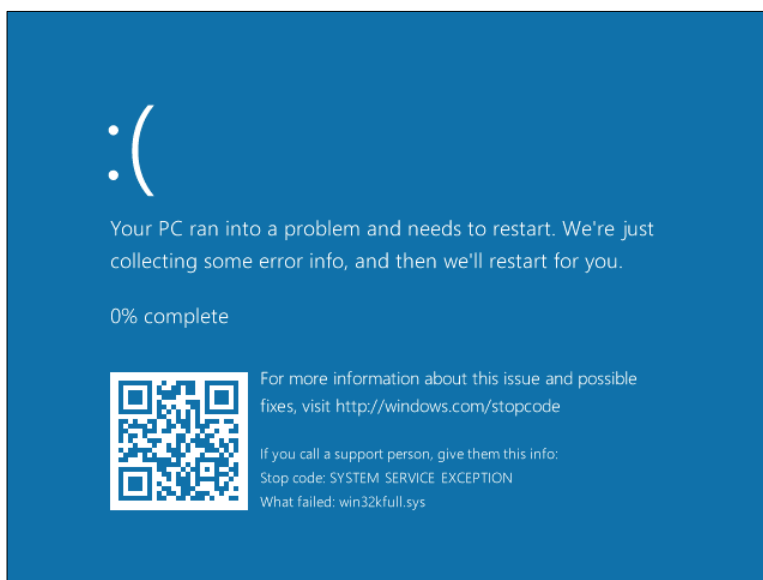 :(
Your PC ran into a problem and needs to restart. We're just
collecting some error info, and then we'll restart for you.
0% complete
For more information about this issue and possible
fixes, visit http://windows.com/stopcode
If you call a support person, give them this info:
Stop code: SYSTEM SERVICE EXCEPTION
What failed: win32kfull.sys